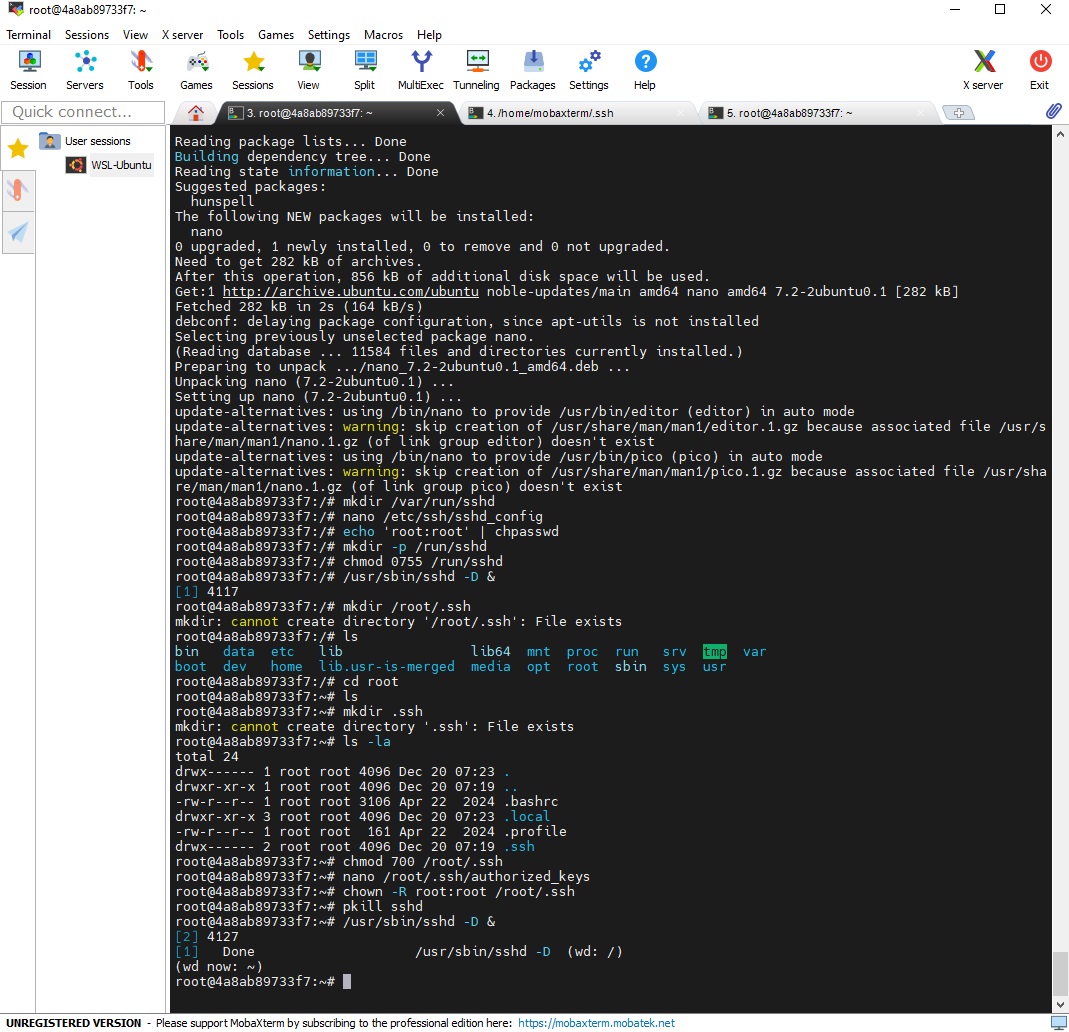 root@4a8ab89733f7: ~
Terminal Sessions View X server Tools Games Settings Macros Help
Session Servers Tools Games Sessions View Split MultiExec Tunneling Packages Settings Help X server Exit
Quick connect...
3. root@4a8ab89733f7: ~
4. /home/mobaxterm/.ssh
5. root@4a8ab89733f7: ~
User sessions
WSL-Ubuntu
Reading package lists... Done
Building dependency tree... Done
Reading state information... Done
Suggested packages:
  hunspell
The following NEW packages will be installed:
  nano
0 upgraded, 1 newly installed, 0 to remove and 0 not upgraded.
Need to get 282 kB of archives.
After this operation, 856 kB of additional disk space will be used.
Get:1 http://archive.ubuntu.com/ubuntu noble-updates/main amd64 nano amd64 7.2-2ubuntu0.1 [282 kB]
Fetched 282 kB in 2s (164 kB/s)
debconf: delaying package configuration, since apt-utils is not installed
Selecting previously unselected package nano.
(Reading database ... 11584 files and directories currently installed.)
Preparing to unpack .../nano_7.2-2ubuntu0.1_amd64.deb ...
Unpacking nano (7.2-2ubuntu0.1) ...
Setting up nano (7.2-2ubuntu0.1) ...
update-alternatives: using /bin/nano to provide /usr/bin/editor (editor) in auto mode
update-alternatives: warning: skip creation of /usr/share/man/man1/editor.1.gz because associated file /usr/s
hare/man/man1/nano.1.gz (of link group editor) doesn't exist
update-alternatives: using /bin/nano to provide /usr/bin/pico (pico) in auto mode
update-alternatives: warning: skip creation of /usr/share/man/man1/pico.1.gz because associated file /usr/sha
re/man/man1/nano.1.gz (of link group pico) doesn't exist
root@4a8ab89733f7:/# mkdir /var/run/sshd
root@4a8ab89733f7:/# nano /etc/ssh/sshd_config
root@4a8ab89733f7:/# echo 'root:root' | chpasswd
root@4a8ab89733f7:/# mkdir -p /run/sshd
root@4a8ab89733f7:/# chmod 0755 /run/sshd
root@4a8ab89733f7:/# /usr/sbin/sshd -D &
[1] 4117
root@4a8ab89733f7:/# mkdir /root/.ssh
mkdir: cannot create directory '/root/.ssh': File exists
root@4a8ab89733f7:/# ls
bin   data  etc   lib                lib64  mnt  proc  run   srv  tmp  var
boot  dev   home  lib.usr-is-merged  media  opt  root  sbin  sys  usr
root@4a8ab89733f7:/# cd root
root@4a8ab89733f7:~# ls
root@4a8ab89733f7:~# mkdir .ssh
mkdir: cannot create directory '.ssh': File exists
root@4a8ab89733f7:~# ls -la
total 24
drwx------ 1 root root 4096 Dec 20 07:23 .
drwxr-xr-x 1 root root 4096 Dec 20 07:19 ..
-rw-r--r-- 1 root root 3106 Apr 22  2024 .bashrc
drwxr-xr-x 3 root root 4096 Dec 20 07:23 .local
-rw-r--r-- 1 root root  161 Apr 22  2024 .profile
drwx------ 2 root root 4096 Dec 20 07:19 .ssh
root@4a8ab89733f7:~# chmod 700 /root/.ssh
root@4a8ab89733f7:~# nano /root/.ssh/authorized_keys
root@4a8ab89733f7:~# chown -R root:root /root/.ssh
root@4a8ab89733f7:~# pkill sshd
root@4a8ab89733f7:~# /usr/sbin/sshd -D &
[2] 4127
[1]   Done                    /usr/sbin/sshd -D  (wd: /)
(wd now: ~)
root@4a8ab89733f7:~#
UNREGISTERED VERSION - Please support MobaXterm by subscribing to the professional edition here: https://mobaxterm.mobatek.net